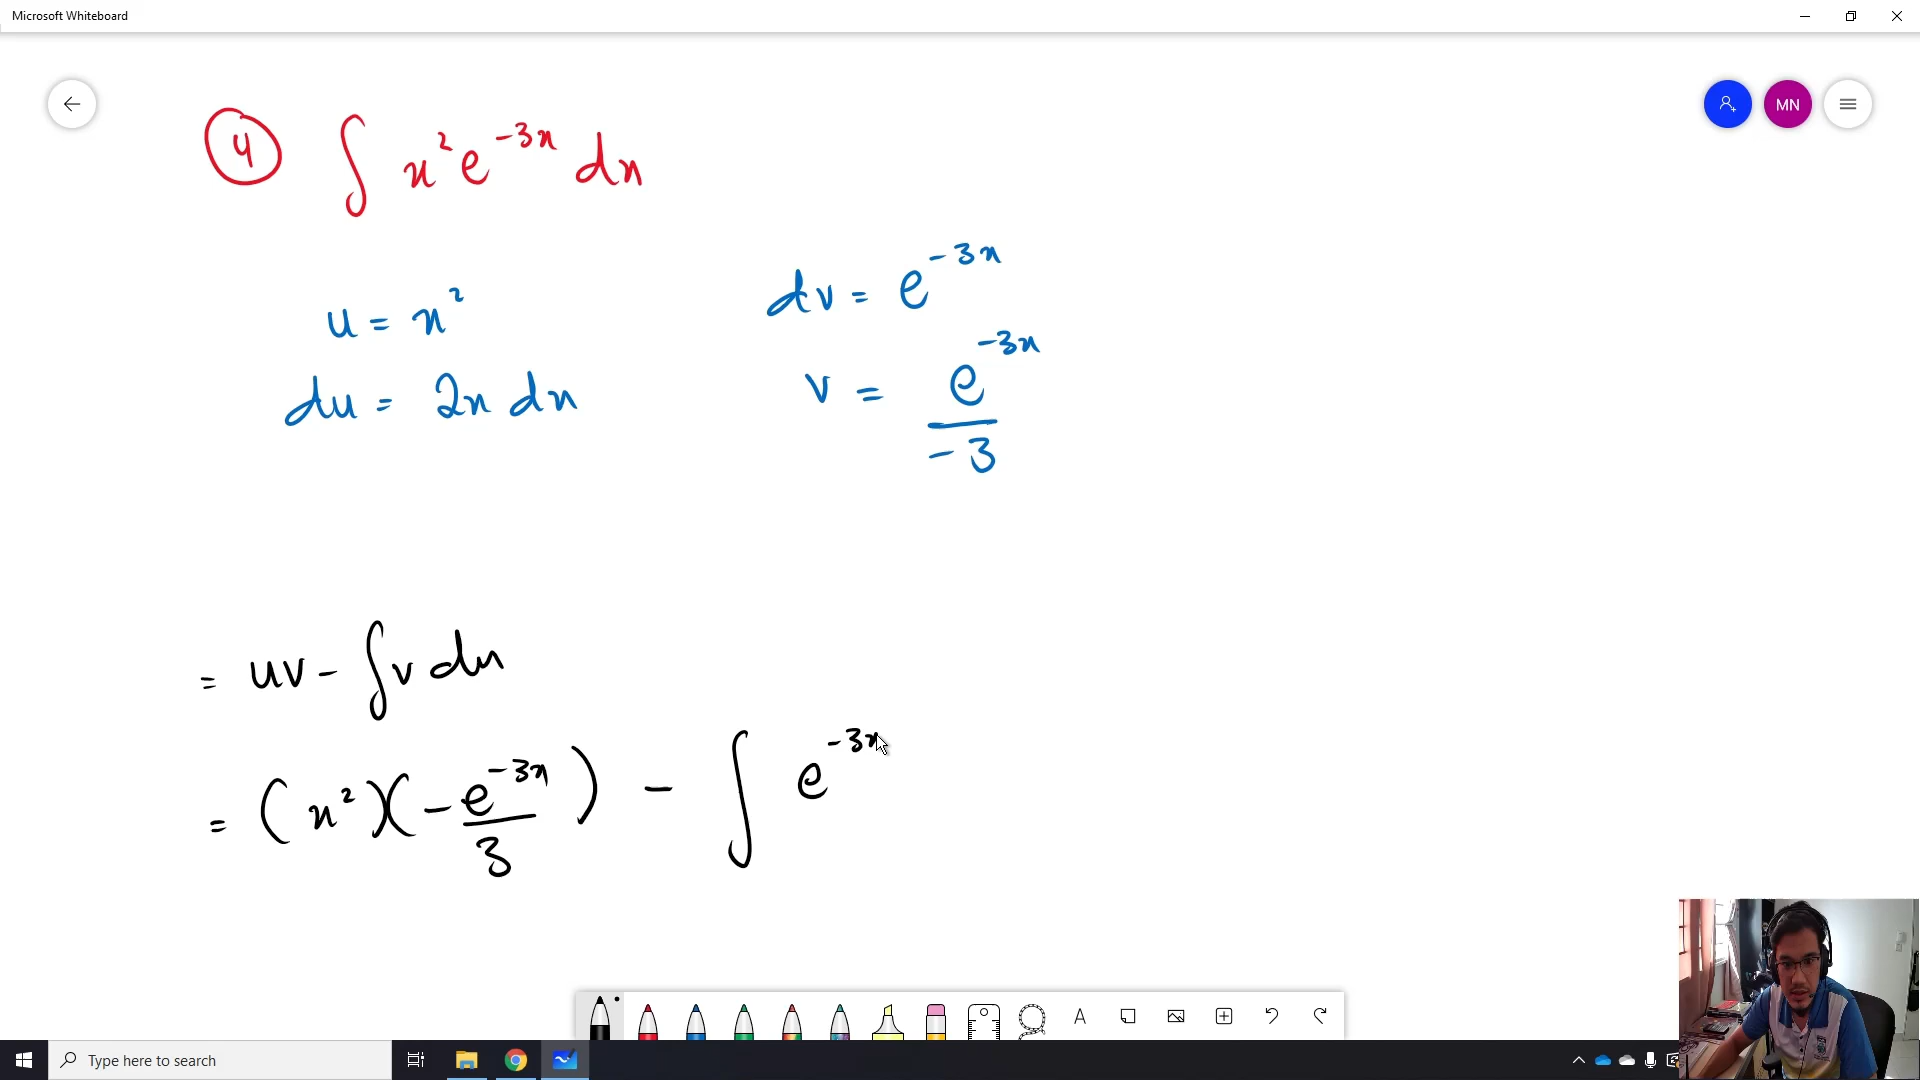 Microsoft Whiteboard
MN
④ ∫ x² e^{-3x} dx
u = x²
du = 2x dx
dv = e^{-3x}
v = e^{-3x} / -3
= uv - ∫ v du
= (x²)(- e^{-3x} / 3) - ∫ e^{-3x}
A
Type here to search